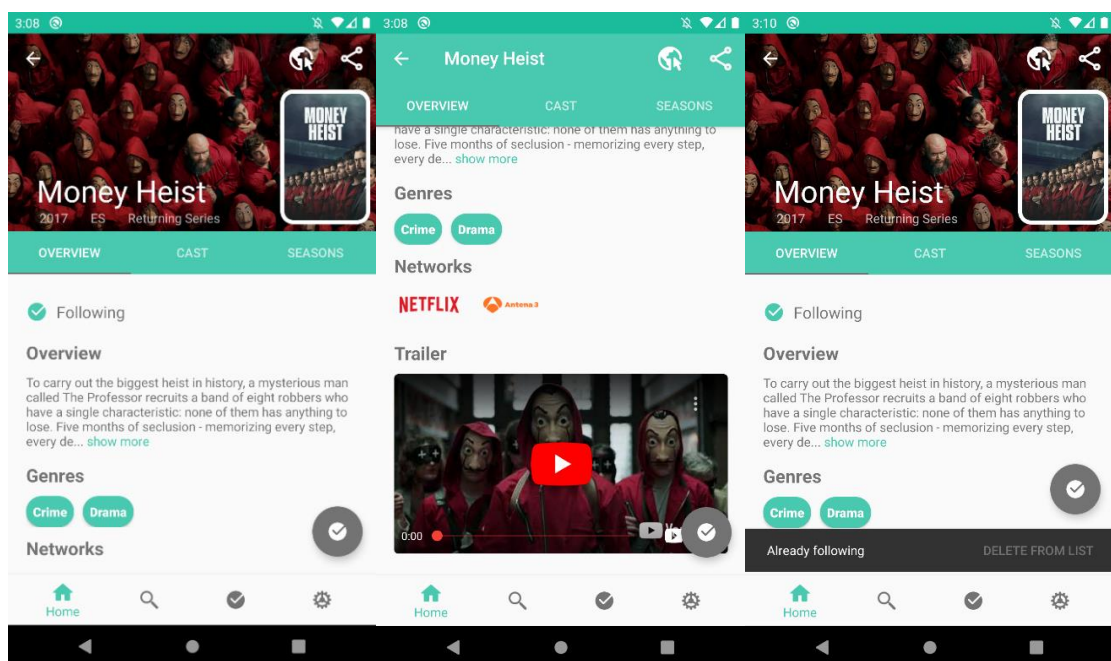 3:08
MONEY
HEIST
Money Heist
2017 ES Returning Series
OVERVIEW CAST SEASONS
Following
Overview
To carry out the biggest heist in history, a mysterious man
called The Professor recruits a band of eight robbers who
have a single characteristic: none of them has anything to
lose. Five months of seclusion - memorizing every step,
every de... show more
Genres
Crime Drama
Networks
Home
3:08
Money Heist
OVERVIEW CAST SEASONS
have a single characteristic: none of them has anything to
lose. Five months of seclusion - memorizing every step,
every de... show more
Genres
Crime Drama
Networks
NETFLIX Antena 3
Trailer
0:00
Home
3:10
MONEY
HEIST
Money Heist
2017 ES Returning Series
OVERVIEW CAST SEASONS
Following
Overview
To carry out the biggest heist in history, a mysterious man
called The Professor recruits a band of eight robbers who
have a single characteristic: none of them has anything to
lose. Five months of seclusion - memorizing every step,
every de... show more
Genres
Crime Drama
Already following DELETE FROM LIST
Home